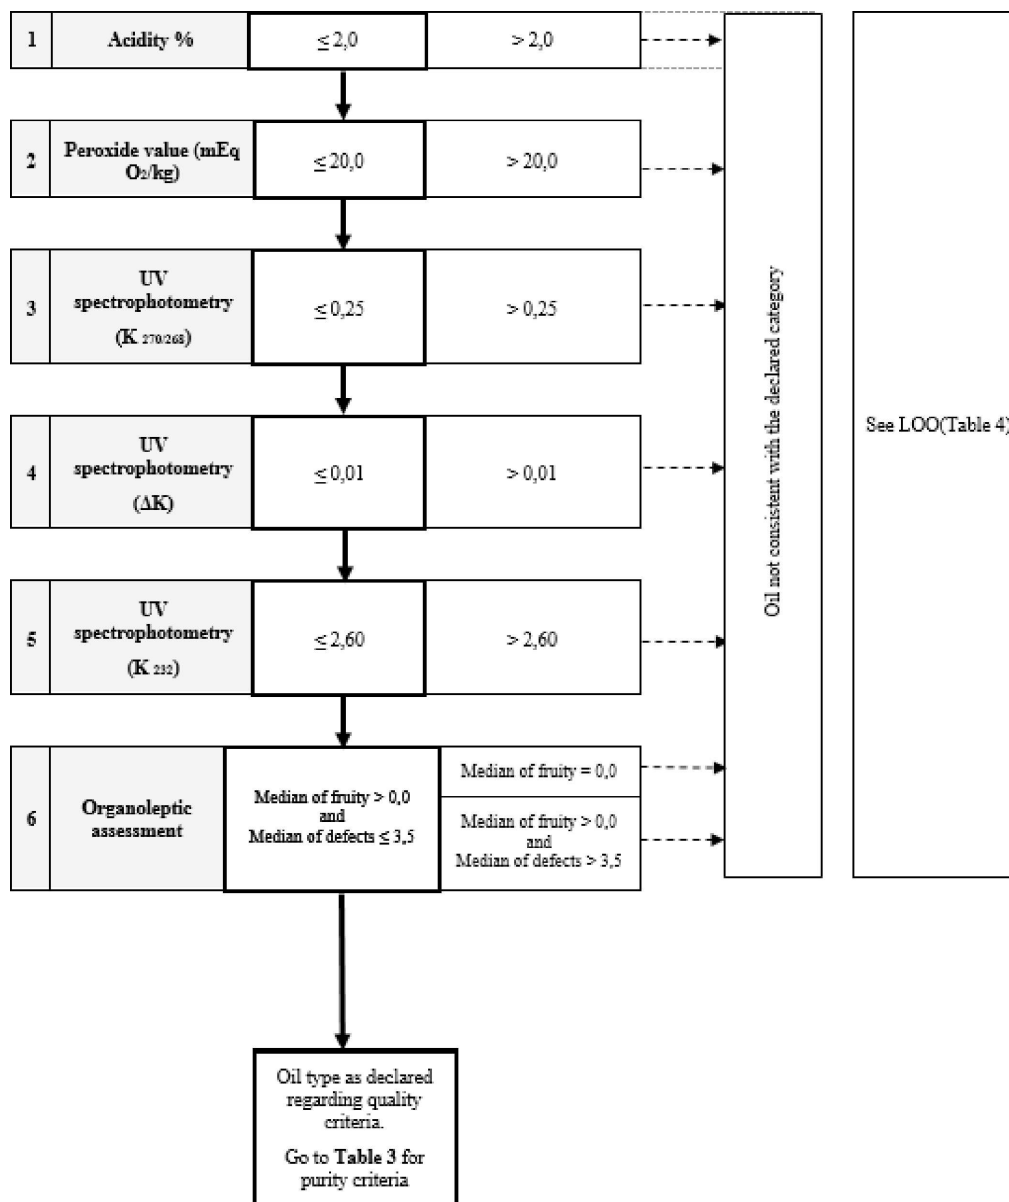 1 Acidity % ≤ 2,0 > 2,0
2 Peroxide value (mEq
O2/kg) ≤ 20,0 > 20,0
3 UV
spectrophotometry
(K 270/268) ≤ 0,25 > 0,25
4 UV
spectrophotometry
(ΔK) ≤ 0,01 > 0,01
5 UV
spectrophotometry
(K 232) ≤ 2,60 > 2,60
6 Organoleptic
assessment
Median of fruity > 0,0
and
Median of defects ≤ 3,5
Median of fruity = 0,0
Median of fruity > 0,0
and
Median of defects > 3,5
Oil not consistent with the declared category
See LOO(Table 4)
Oil type as declared
regarding quality
criteria.
Go to Table 3 for
purity criteria